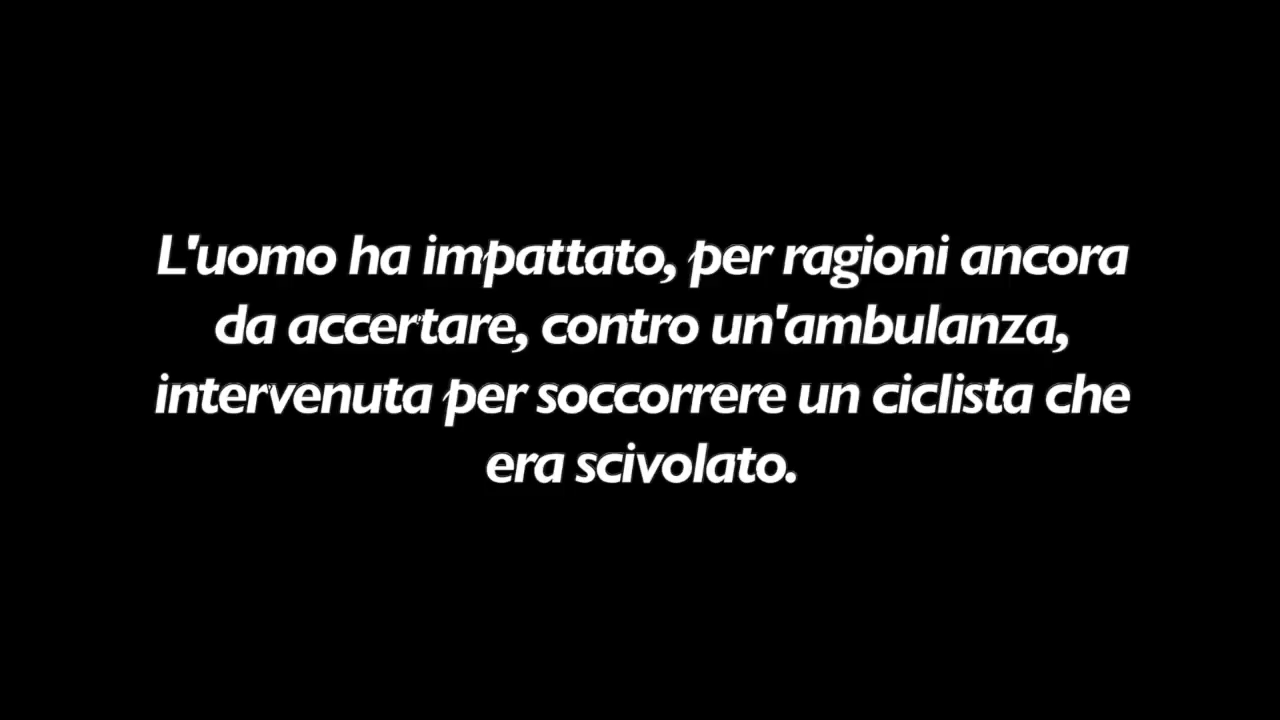 L'uomo ha impattato, per ragioni ancora
da accertare, contro un'ambulanza,
intervenuta per soccorrere un ciclista che
era scivolato.